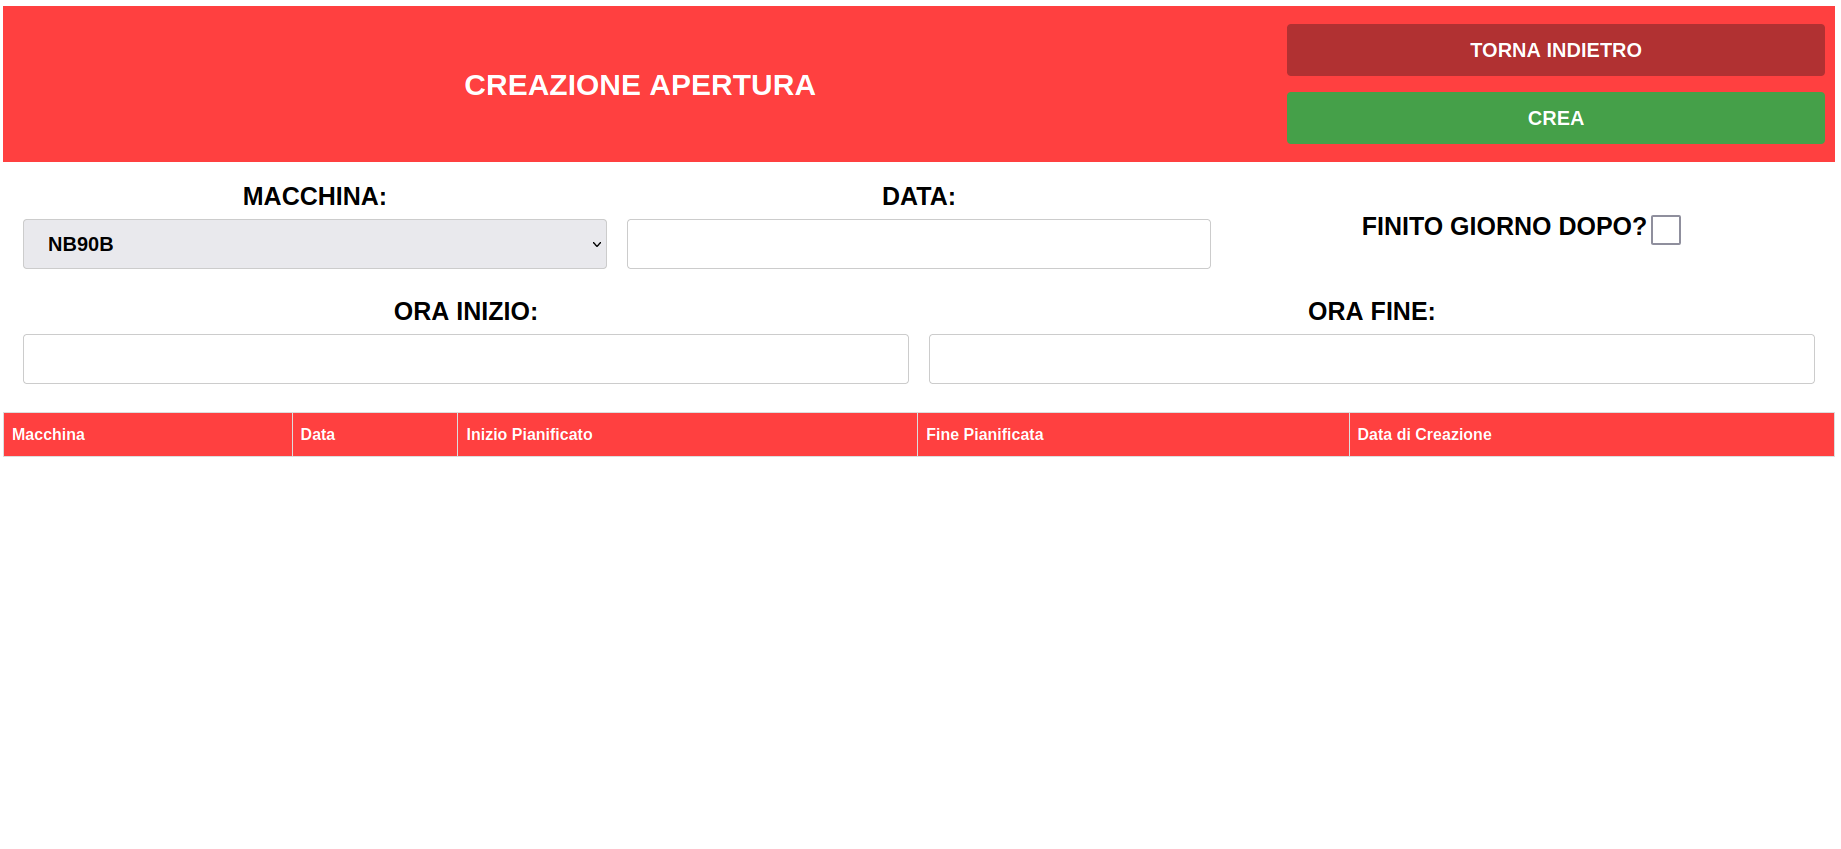 CREAZIONE APERTURA
TORNA INDIETRO
CREA
MACCHINA:
DATA:
FINITO GIORNO DOPO?
NB90B
ORA INIZIO:
ORA FINE:
Macchina Data Inizio Pianificato Fine Pianificata Data di Creazione